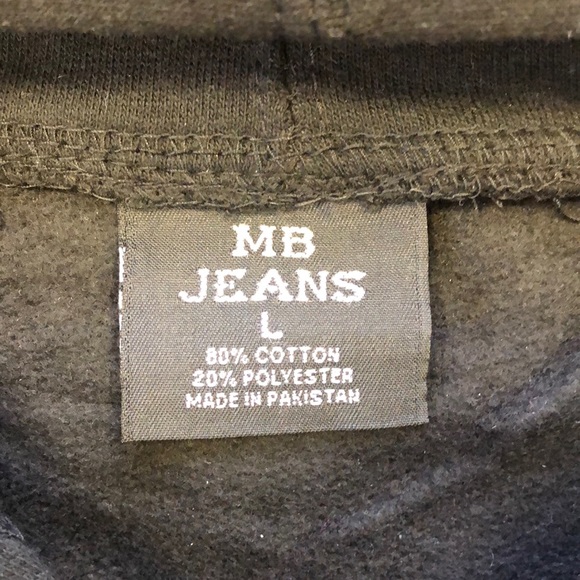 MB
JEANS
L
80% COTTON
20% POLYESTER
MADE IN PAKISTAN